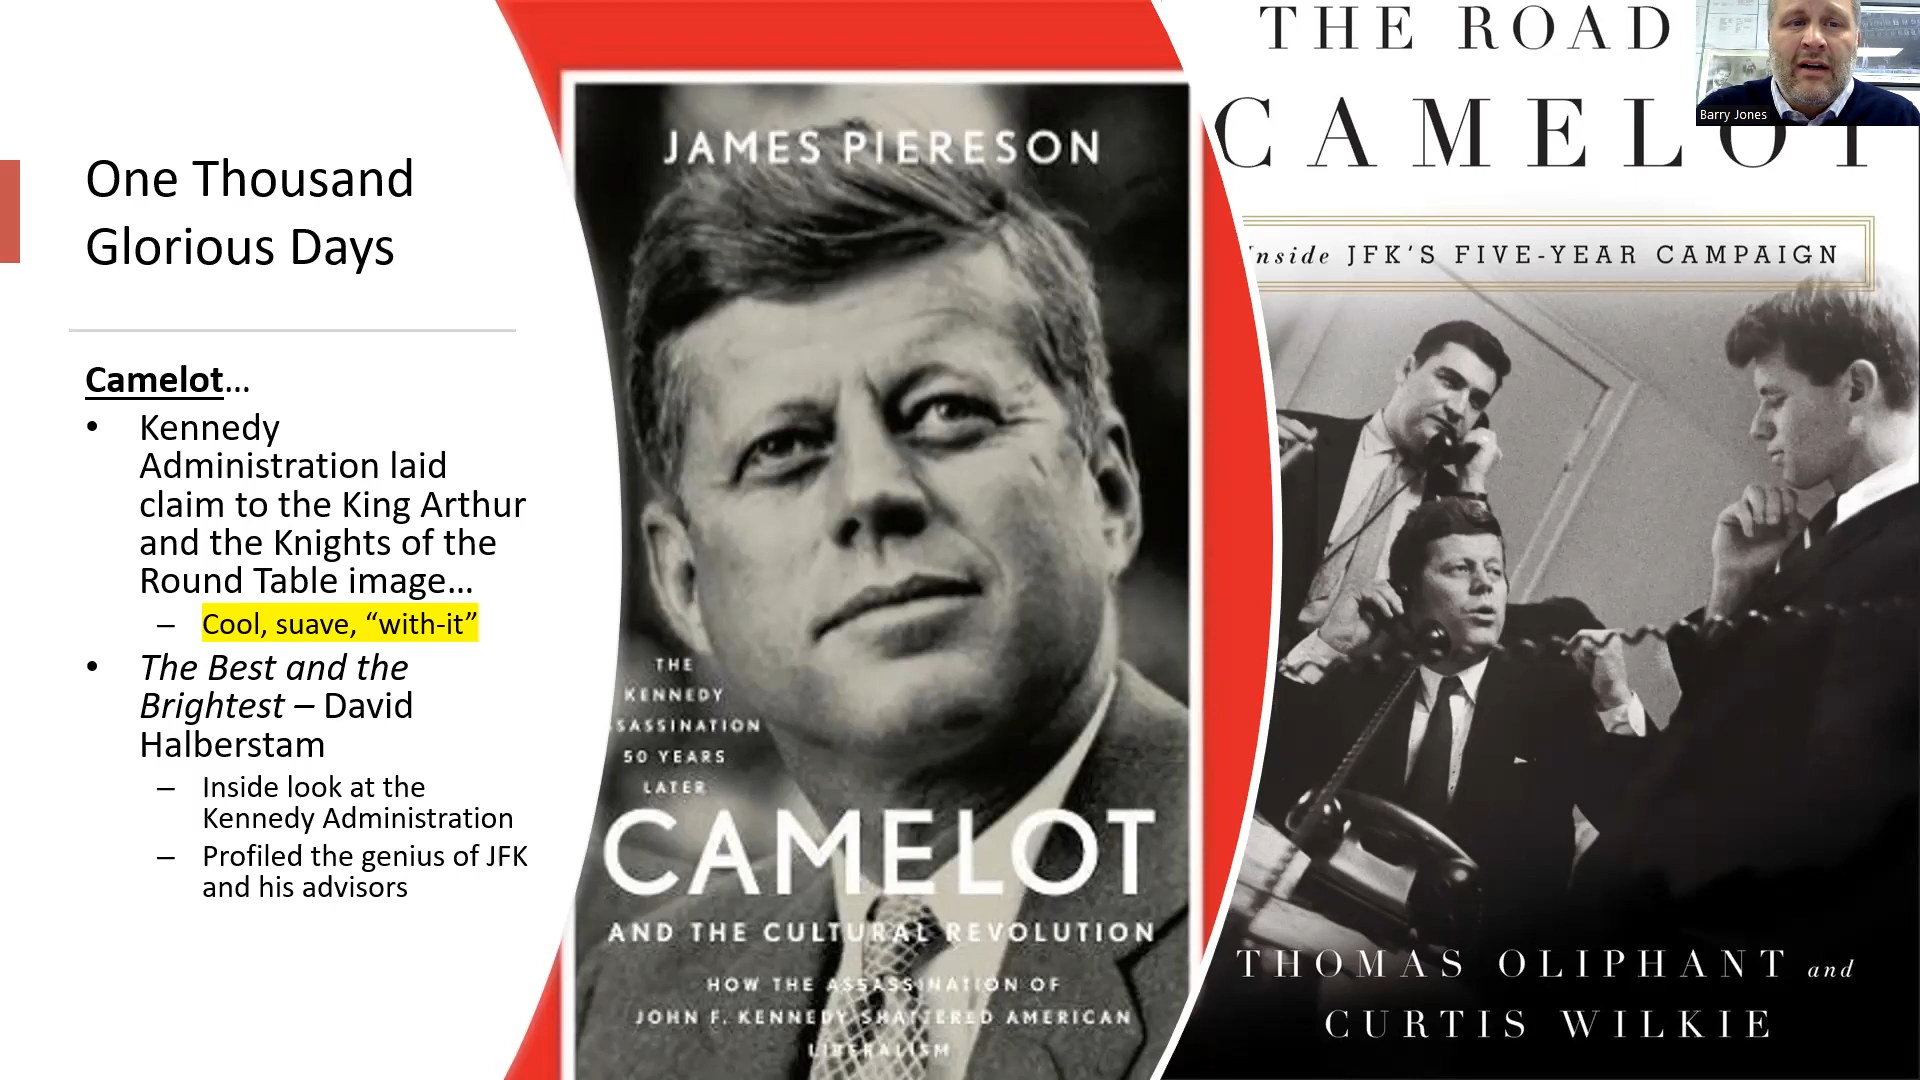 One Thousand
Glorious Days
Camelot…
• Kennedy
Administration laid
claim to the King Arthur
and the Knights of the
Round Table image…
– Cool, suave, “with-it”
• The Best and the
Brightest – David
Halberstam
– Inside look at the
Kennedy Administration
– Profiled the genius of JFK
and his advisors
JAMES PIERESON
THE
KENNEDY
SSASSINATION
50 YEARS
LATER
CAMELOT
AND THE CULTURAL REVOLUTION
HOW THE ASSASSINATION OF
JOHN F. KENNEDY SHATTERED AMERICAN
LIBERALISM
THE ROAD
CAMELOT
Inside JFK’S FIVE-YEAR CAMPAIGN
THOMAS OLIPHANT and
CURTIS WILKIE
Barry Jones